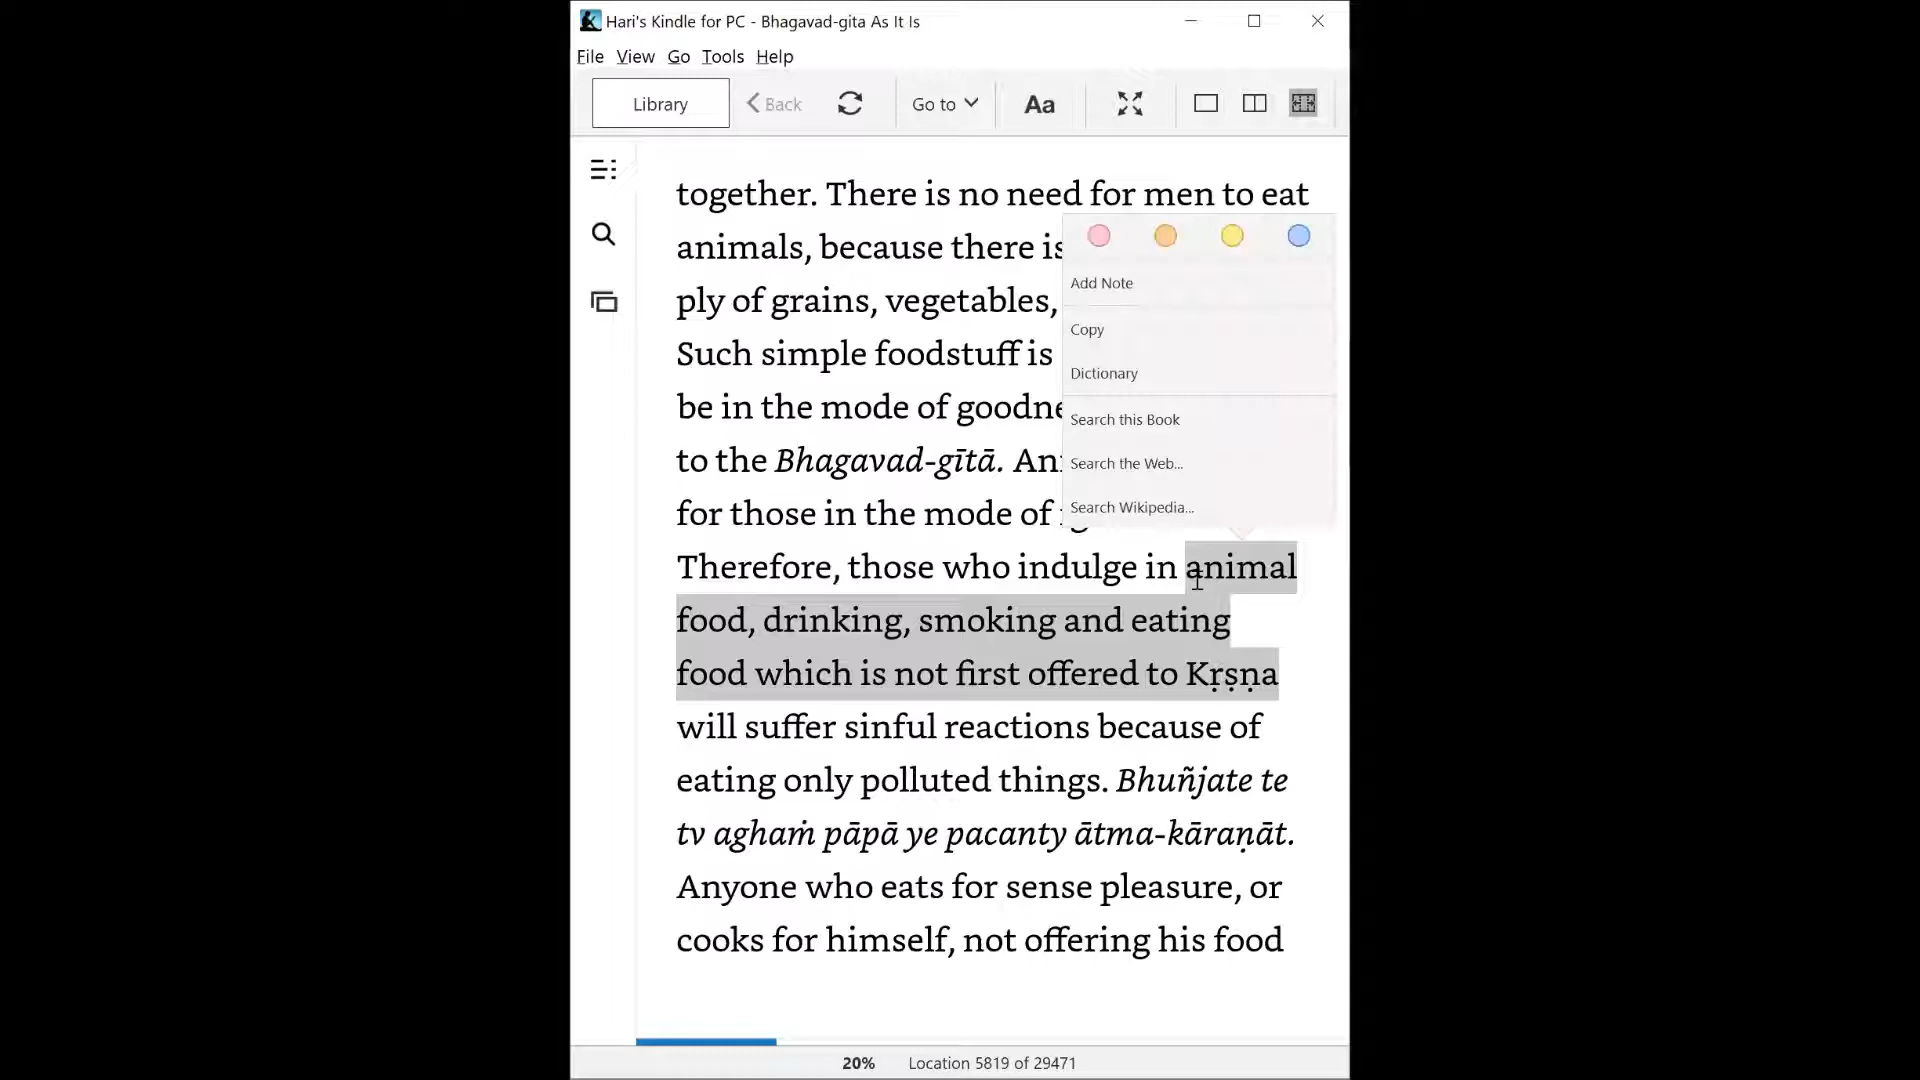 Hari's Kindle for PC - Bhagavad-gita As It Is
File View Go Tools Help
Library Back Go to Aa
together. There is no need for men to eat
animals, because there is
ply of grains, vegetables,
Such simple foodstuff is
be in the mode of goodne
to the Bhagavad-gītā. Ani
for those in the mode of
Add Note
Copy
Dictionary
Search this Book
Search the Web...
Search Wikipedia...
Therefore, those who indulge in animal
food, drinking, smoking and eating
food which is not first offered to Kṛṣṇa
will suffer sinful reactions because of
eating only polluted things. Bhuñjate te
tv aghaṁ pāpā ye pacanty ātma-kāraṇāt.
Anyone who eats for sense pleasure, or
cooks for himself, not offering his food
20% Location 5819 of 29471